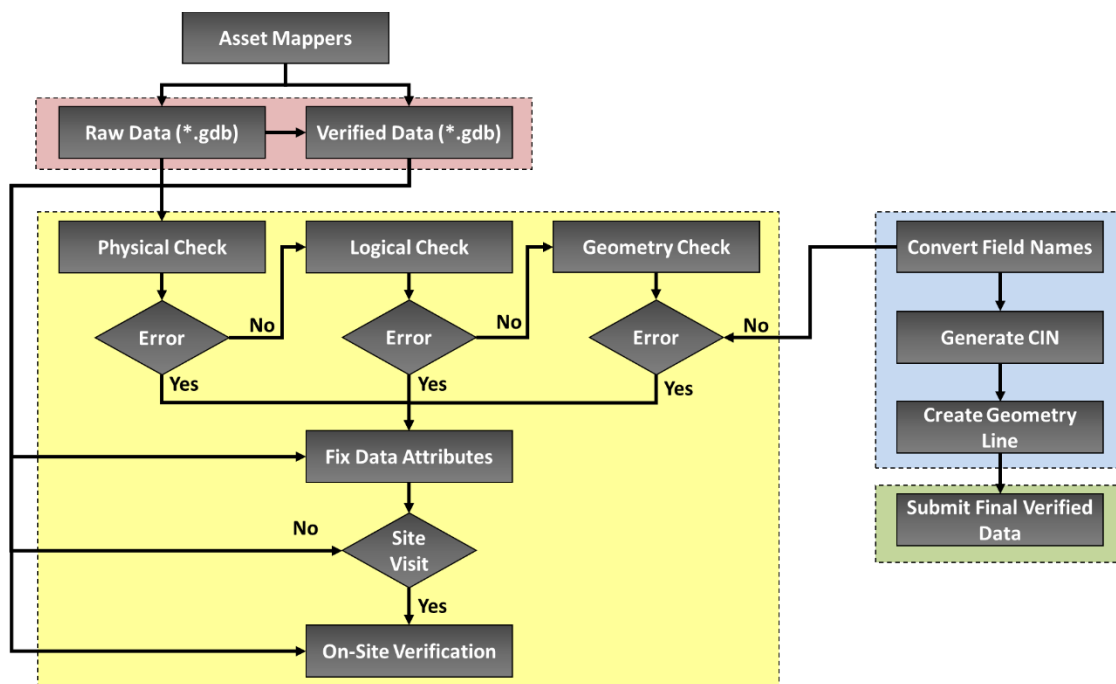 Asset Mappers
Raw Data (*.gdb)
Verified Data (*.gdb)
Physical Check
Logical Check
Geometry Check
Convert Field Names
Error
No
Error
No
Error
No
Generate CIN
Yes
Yes
Yes
Create Geometry
Line
Fix Data Attributes
Submit Final Verified
Data
No
Site
Visit
Yes
On-Site Verification